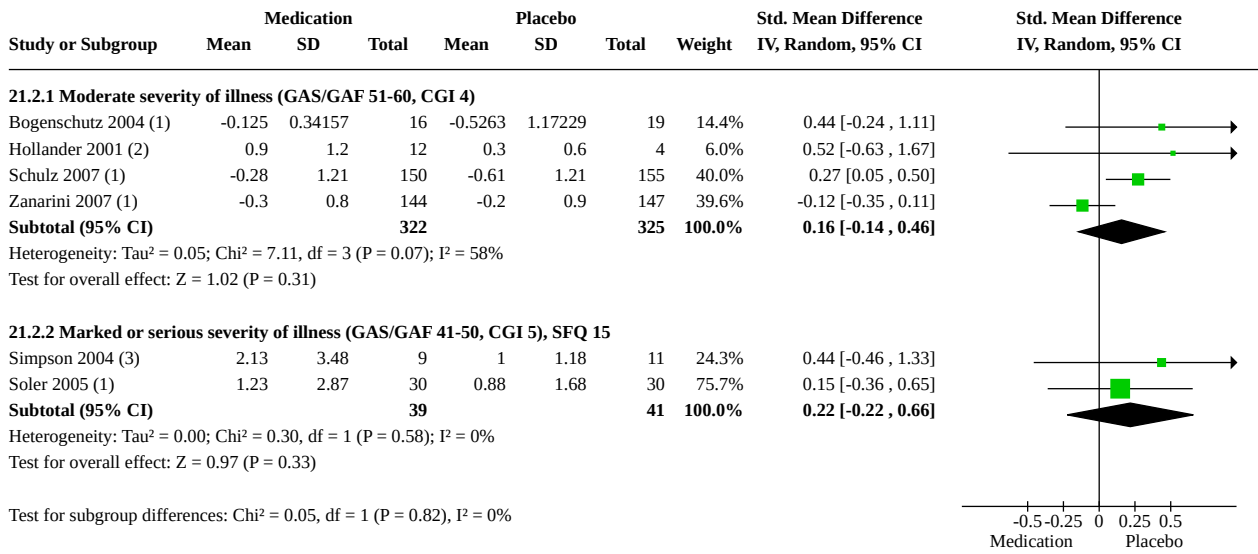 Medication Placebo Std. Mean Difference Std. Mean Difference
Study or Subgroup Mean SD Total Mean SD Total Weight IV, Random, 95% CI IV, Random, 95% CI
21.2.1 Moderate severity of illness (GAS/GAF 51-60, CGI 4)
Bogenschutz 2004 (1) -0.125 0.34157 16 -0.5263 1.17229 19 14.4% 0.44 [-0.24 , 1.11]
Hollander 2001 (2) 0.9 1.2 12 0.3 0.6 4 6.0% 0.52 [-0.63 , 1.67]
Schulz 2007 (1) -0.28 1.21 150 -0.61 1.21 155 40.0% 0.27 [0.05 , 0.50]
Zanarini 2007 (1) -0.3 0.8 144 -0.2 0.9 147 39.6% -0.12 [-0.35 , 0.11]
Subtotal (95% CI) 322 325 100.0% 0.16 [-0.14 , 0.46]
Heterogeneity: Tau² = 0.05; Chi² = 7.11, df = 3 (P = 0.07); I² = 58%
Test for overall effect: Z = 1.02 (P = 0.31)
21.2.2 Marked or serious severity of illness (GAS/GAF 41-50, CGI 5), SFQ 15
Simpson 2004 (3) 2.13 3.48 9 1 1.18 11 24.3% 0.44 [-0.46 , 1.33]
Soler 2005 (1) 1.23 2.87 30 0.88 1.68 30 75.7% 0.15 [-0.36 , 0.65]
Subtotal (95% CI) 39 41 100.0% 0.22 [-0.22 , 0.66]
Heterogeneity: Tau² = 0.00; Chi² = 0.30, df = 1 (P = 0.58); I² = 0%
Test for overall effect: Z = 0.97 (P = 0.33)
Test for subgroup differences: Chi² = 0.05, df = 1 (P = 0.82), I² = 0%
-0.5 -0.25 0 0.25 0.5
Medication Placebo